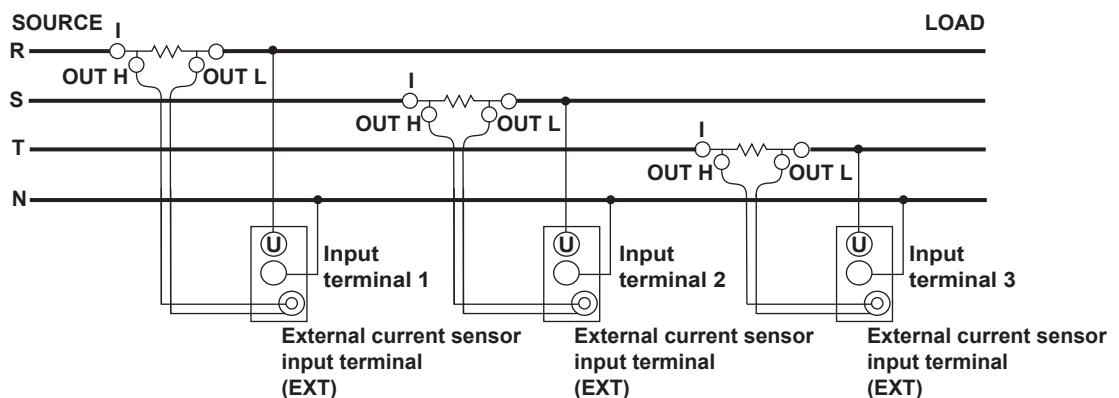 SOURCE
LOAD
I
R
OUT H
OUT L
I
S
OUT H
OUT L
I
T
OUT H
OUT L
N
U
Input
terminal 1
External current sensor
input terminal
(EXT)
U
Input
terminal 2
External current sensor
input terminal
(EXT)
U
Input
terminal 3
External current sensor
input terminal
(EXT)